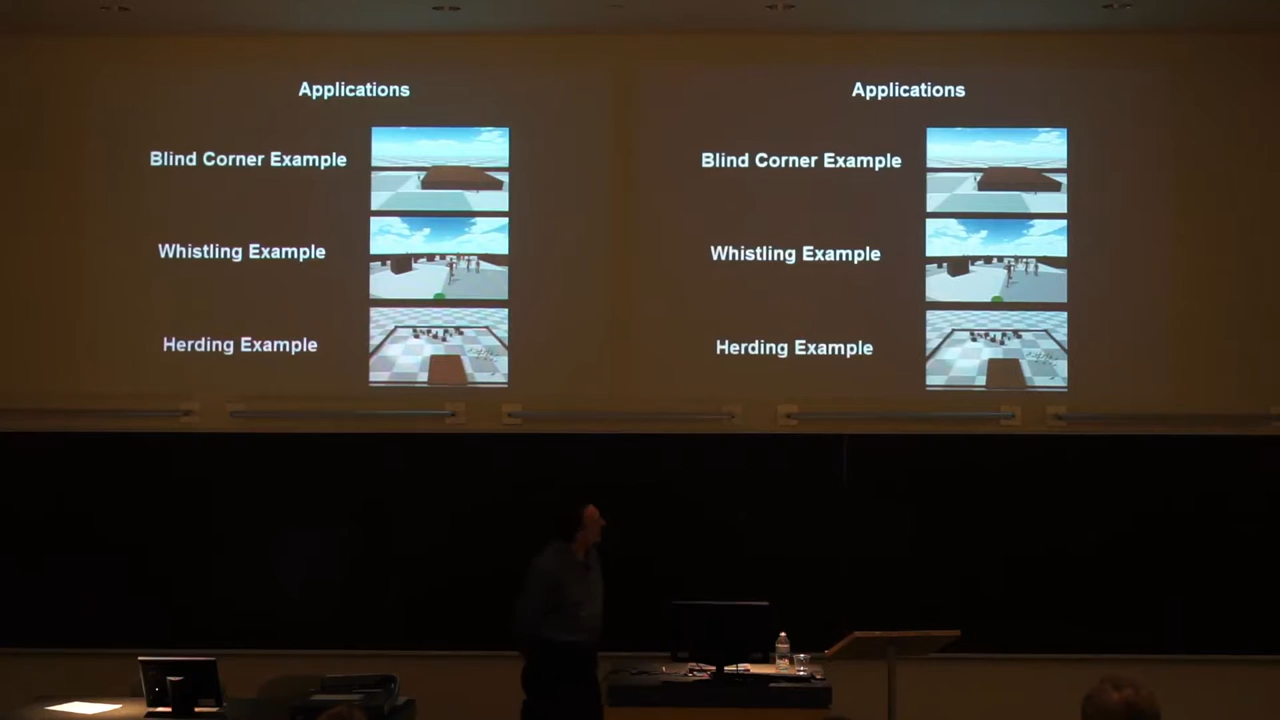 Applications
Blind Corner Example
Whistling Example
Herding Example
Applications
Blind Corner Example
Whistling Example
Herding Example